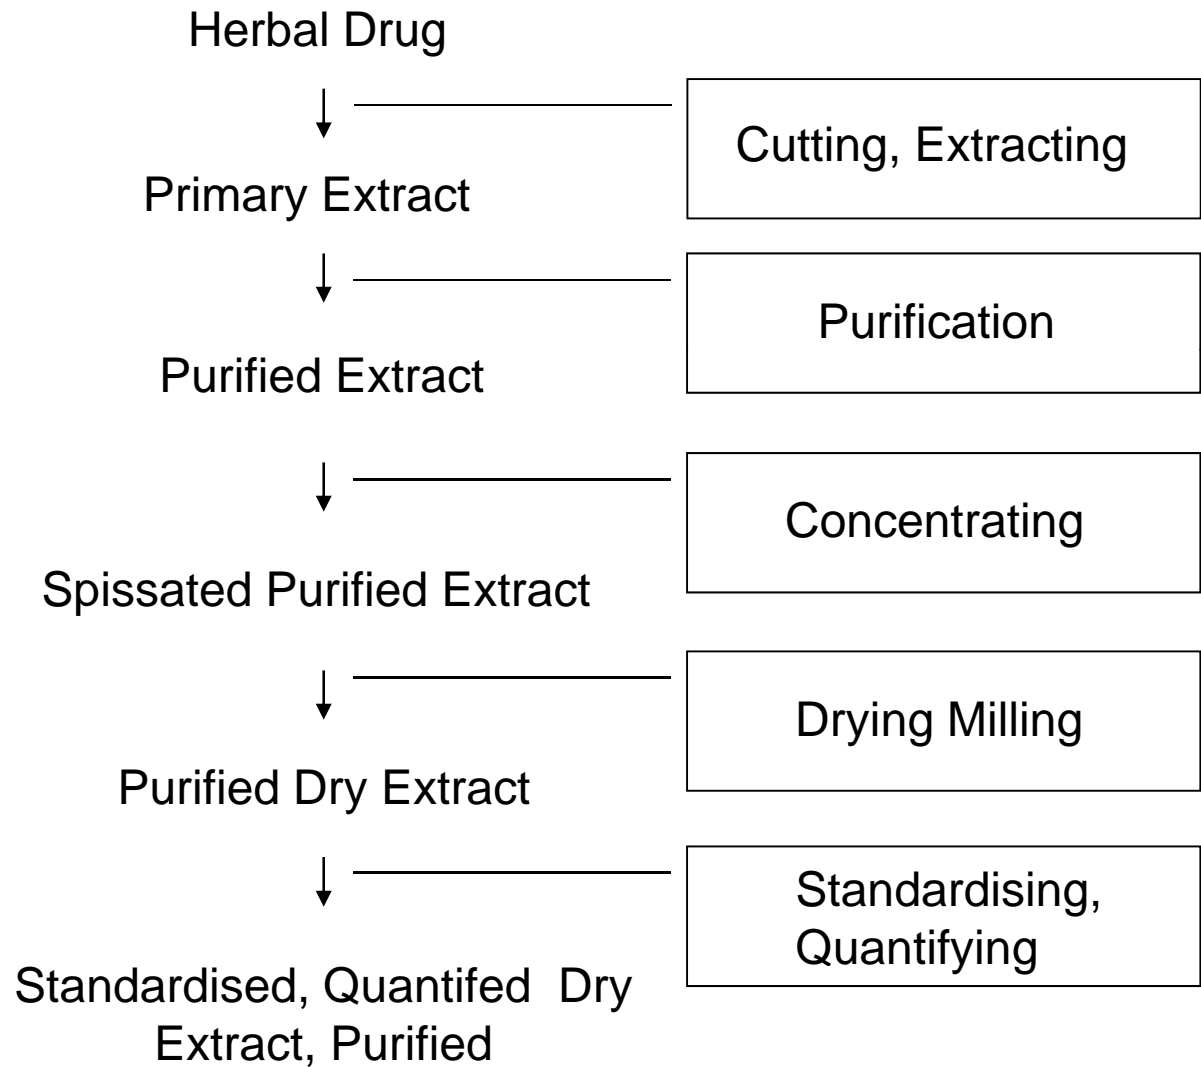 Herbal Drug
Cutting, Extracting
Primary Extract
Purification
Purified Extract
Concentrating
Spissated Purified Extract
Drying Milling
Purified Dry Extract
Standardising,
Quantifying
Standardised, Quantifed Dry
Extract, Purified